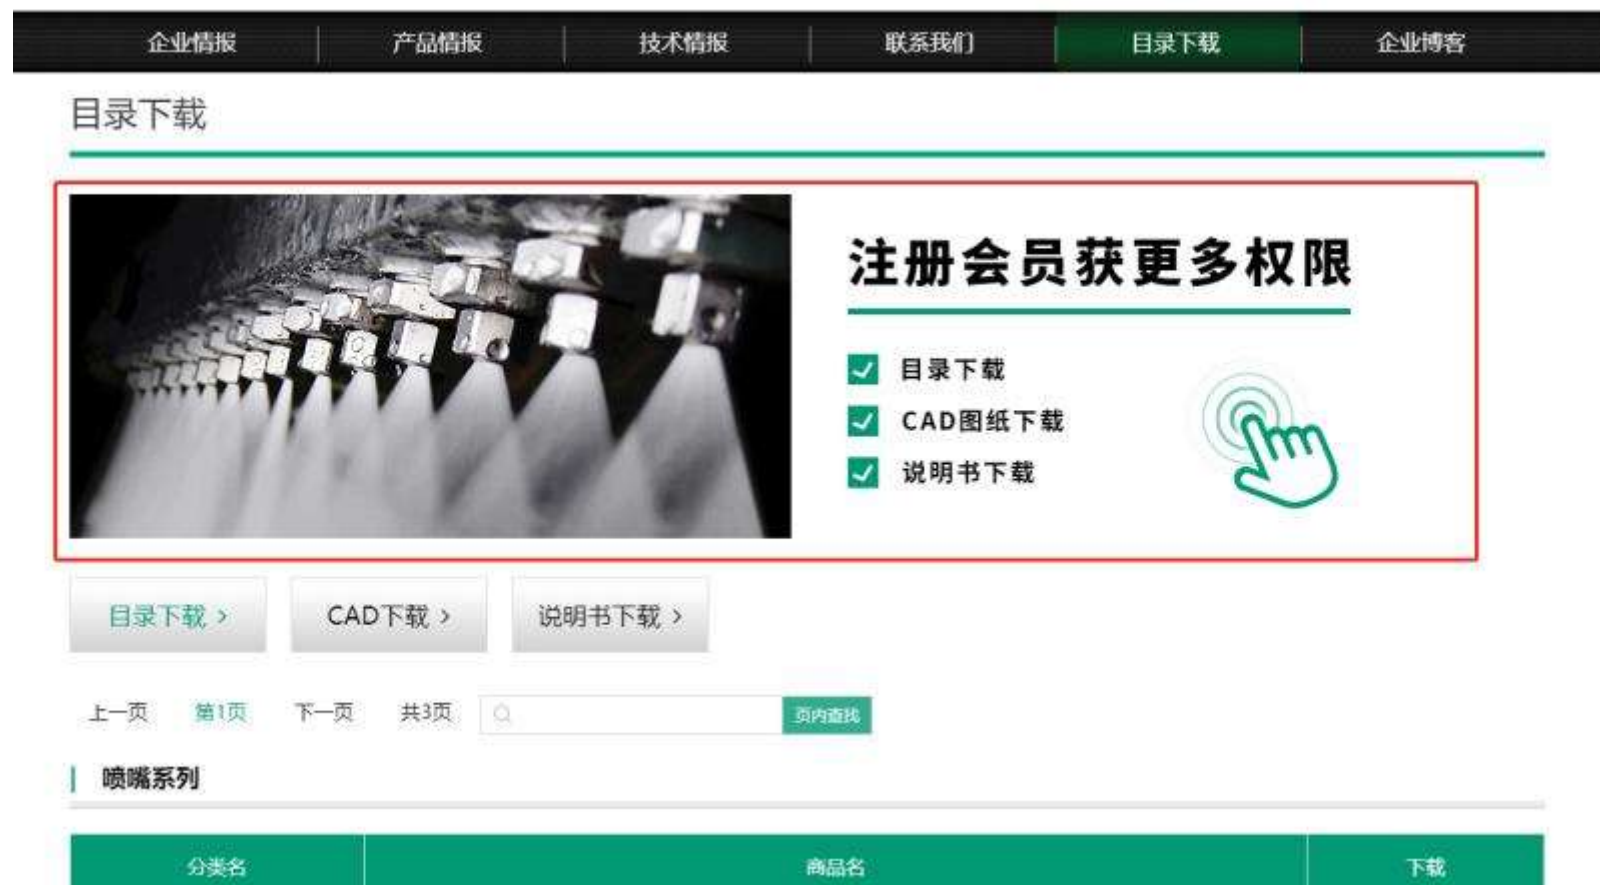 企业情报 产品情报 技术情报 联系我们 目录下载 企业博客
目录下载
注册会员获更多权限
目录下载
CAD图纸下载
说明书下载
目录下载 > CAD下载 > 说明书下载 >
上一页 第1页 下一页 共3页 页内查找
喷嘴系列
分类名 商品名 下载